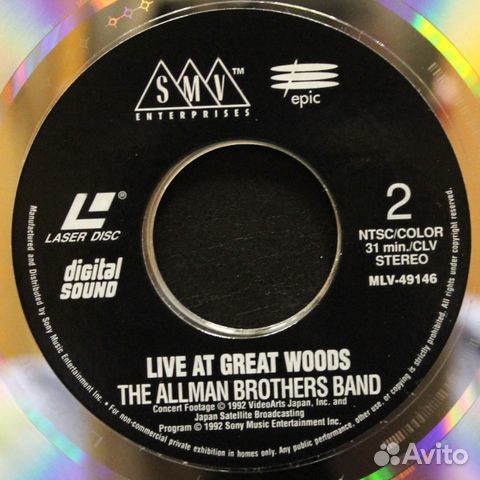 SMV™
ENTERPRISES
epic
LASER DISC®
digital
SOUND
2
NTSC/COLOR
31 min./CLV
STEREO
MLV-49146
LIVE AT GREAT WOODS
THE ALLMAN BROTHERS BAND
Concert Footage © 1992 VideoArts Japan, Inc. and
Japan Satellite Broadcasting
Program © 1992 Sony Music Entertainment Inc.
Manufactured and Distributed by Sony Music Entertainment Inc. • For non-commercial private exhibition in homes only. Any public performance, other use, or copying is strictly prohibited. All rights under copyright reserved.
Avito